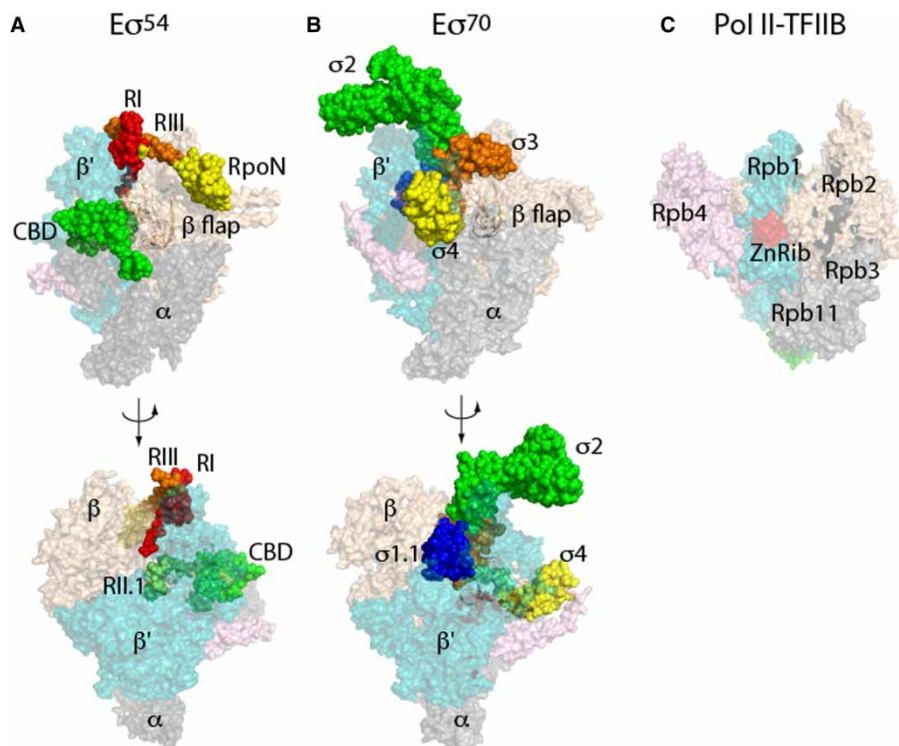 A
Eσ54
RI
RIII
β'
RpoN
CBD
β flap
α
RIII
RI
β
CBD
RII.1
β'
α
B
Eσ70
σ2
σ3
β'
β flap
σ4
α
σ2
β
σ1.1
σ4
β'
α
C
Pol II-TFIIB
Rpb1
Rpb2
Rpb4
ZnRib
Rpb3
Rpb11